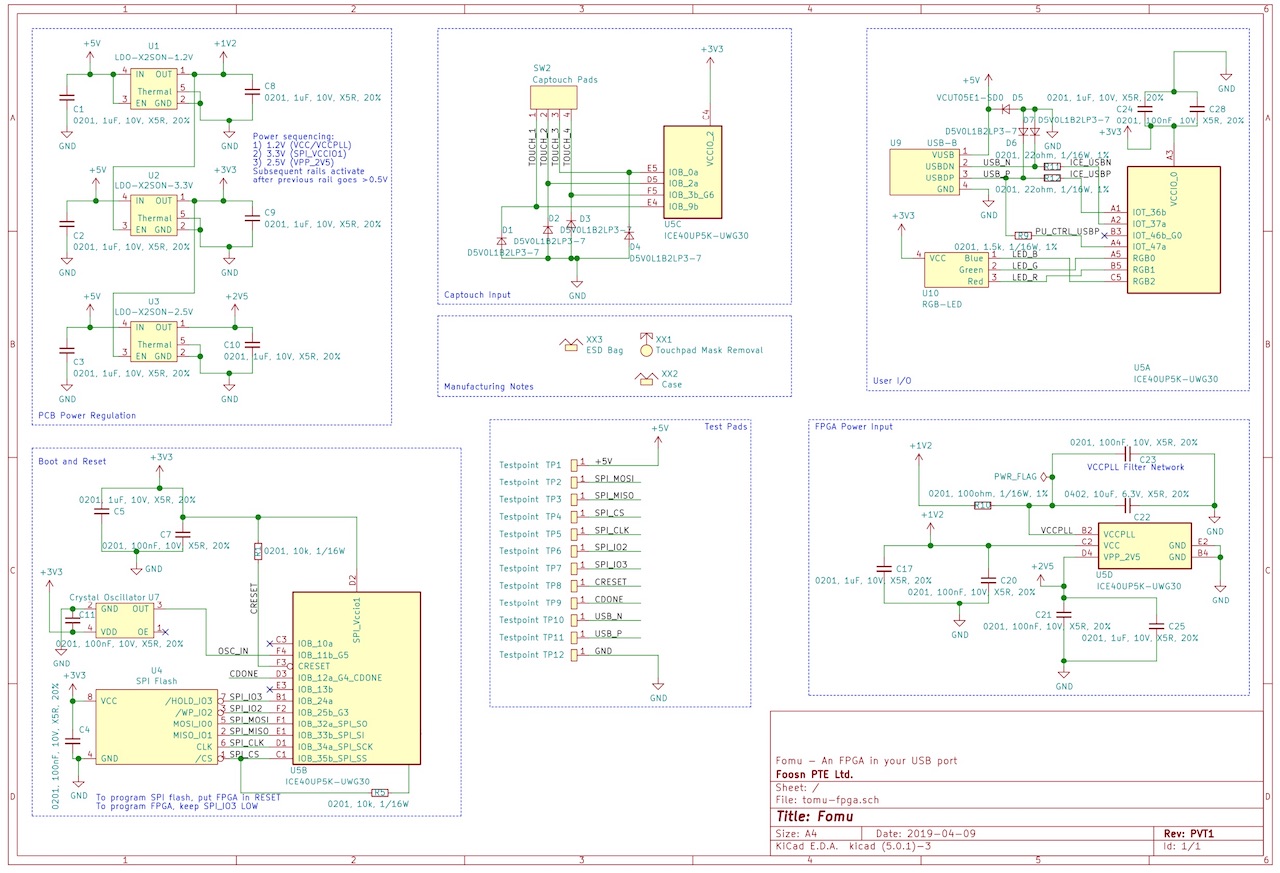 1 2 3 4 5 6
A
B
C
D
+5V
U1
LDO-X2SON-1.2V
+1V2
4 IN OUT 1
Thermal 5
3 EN GND 2
C1
0201, 1uF, 10V, X5R, 20%
C8
0201, 1uF, 10V, X5R, 20%
GND
GND
Power sequencing:
1) 1.2V (VCC/VCCPLL)
2) 3.3V (SPI_VCCIO1)
3) 2.5V (VPP_2V5)
Subsequent rails activate
after previous rail goes >0.5V
+5V
U2
LDO-X2SON-3.3V
+3V3
4 IN OUT 1
Thermal 5
3 EN GND 2
C2
0201, 1uF, 10V, X5R, 20%
C9
0201, 1uF, 10V, X5R, 20%
GND
GND
+5V
U3
LDO-X2SON-2.5V
+2V5
4 IN OUT 1
Thermal 5
3 EN GND 2
C3
0201, 1uF, 10V, X5R, 20%
C10
0201, 1uF, 10V, X5R, 20%
GND
GND
PCB Power Regulation
SW2
Captouch Pads
1 2 3 4
TOUCH_1
TOUCH_2
TOUCH_3
TOUCH_4
+3V3
C4
VCCIO_2
E5 IOB_0a
D5 IOB_2a
F5 IOB_3b_G6
E4 IOB_9b
U5C
ICE40UP5K-UWG30
D1
D5V0L1B2LP3-7
D2
D5V0L1B2LP3-7
D3
D5V0L1B2LP3-7
D4
D5V0L1B2LP3-7
GND
Captouch Input
XX3
ESD Bag
XX1
Touchpad Mask Removal
XX2
Case
Manufacturing Notes
+5V
VCUT05E1-SD0 D5
D7
D5V0L1B2LP3-7
D5V0L1B2LP3-7
D6
GND
0201, 1uF, 10V, X5R, 20%
C24
C28
0201, 100nF, 10V, X5R, 20%
+3V3
GND
U9 USB-B
VUSB 1
USBDN 2
USBDP 3
GND 4
USB_N
USB_P
0201, 22ohm, 1/16W, 1%
R11
R12
0201, 22ohm, 1/16W, 1%
ICE_USBN
ICE_USBP
GND
R9
PU_CTRL_USBP
0201, 1.5k, 1/16W, 1%
+3V3
4 VCC
Blue 1 LED_B
Green 2 LED_G
Red 3 LED_R
U10
RGB-LED
A3
VCCIO_0
A1 IOT_36b
A2 IOT_37a
B3 IOT_46b_G0
A4 IOT_47a
A5 RGB0
B5 RGB1
C5 RGB2
U5A
ICE40UP5K-UWG30
User I/O
Boot and Reset
+3V3
0201, 1uF, 10V, X5R, 20%
C5
C7
0201, 100nF, 10V, X5R, 20%
GND
R1
0201, 10k, 1/16W
CRESET
D2
SPI_Vccio1
+3V3
Crystal Oscillator U7
2 GND OUT 3
4 VDD OE 1
C11
0201, 100nF, 10V, X5R, 20%
GND
OSC_IN
CDONE
C3 IOB_10a
F4 IOB_11b_G5
F3 CRESET
D3 IOB_12a_G4_CDONE
E3 IOB_13b
B1 IOB_24a
F2 IOB_25b_G3
F1 IOB_32a_SPI_SO
E1 IOB_33b_SPI_SI
D1 IOB_34a_SPI_SCK
C1 IOB_35b_SPI_SS
U5B
ICE40UP5K-UWG30
+3V3
U4
SPI Flash
8 VCC
4 GND
/HOLD_IO3 7 SPI_IO3
/WP_IO2 3 SPI_IO2
MOSI_IO0 5 SPI_MOSI
MISO_IO1 2 SPI_MISO
CLK 6 SPI_CLK
/CS 1 SPI_CS
C4
0201, 100nF, 10V, X5R, 20%
GND
R5
0201, 10k, 1/16W
To program SPI flash, put FPGA in RESET
To program FPGA, keep SPI_IO3 LOW
Test Pads
+5V
Testpoint TP1 1 +5V
Testpoint TP2 1 SPI_MOSI
Testpoint TP3 1 SPI_MISO
Testpoint TP4 1 SPI_CS
Testpoint TP5 1 SPI_CLK
Testpoint TP6 1 SPI_IO2
Testpoint TP7 1 SPI_IO3
Testpoint TP8 1 CRESET
Testpoint TP9 1 CDONE
Testpoint TP10 1 USB_N
Testpoint TP11 1 USB_P
Testpoint TP12 1 GND
GND
FPGA Power Input
+1V2
0201, 100nF, 10V, X5R, 20%
C23
VCCPLL Filter Network
PWR_FLAG
0201, 100ohm, 1/16W, 1%
R10
0402, 10uF, 6.3V, X5R, 20%
C22
GND
+1V2
VCCPLL
B2 VCCPLL
C2 VCC
D4 VPP_2V5
GND E2
GND B4
U5D
ICE40UP5K-UWG30
GND
C17
0201, 1uF, 10V, X5R, 20%
C20
0201, 100nF, 10V, X5R, 20%
GND
+2V5
C21
0201, 100nF, 10V, X5R, 20%
C25
0201, 1uF, 10V, X5R, 20%
GND
Fomu - An FPGA in your USB port
Foosn PTE Ltd.
Sheet: /
File: tomu-fpga.sch
Title: Fomu
Size: A4 Date: 2019-04-09 Rev: PVT1
KiCad E.D.A. kicad (5.0.1)-3 Id: 1/1
1 2 3 4 5 6
A
B
C
D